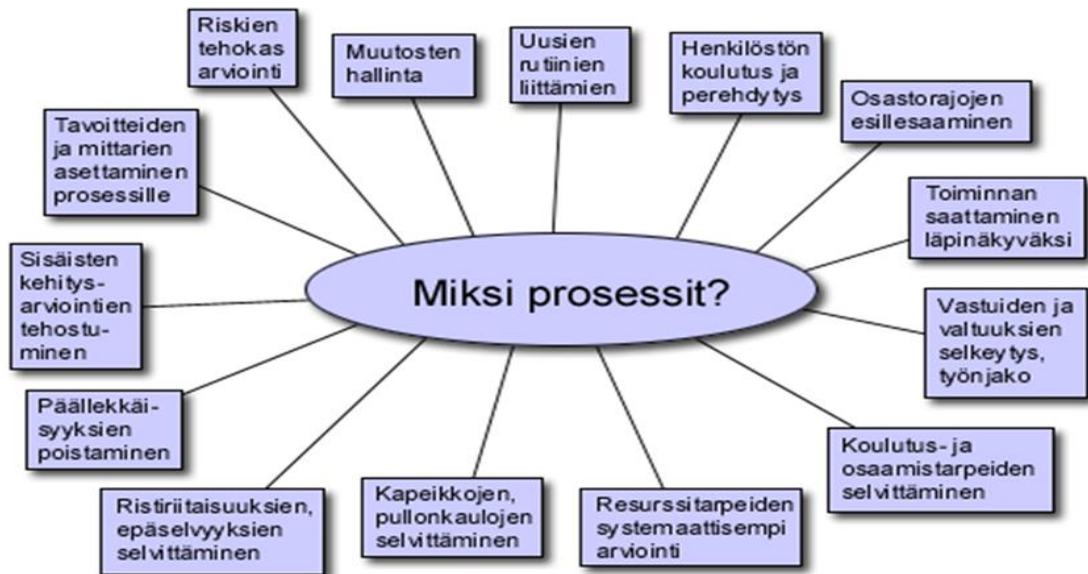 Riskien
tehokas
arviointi
Muutosten
hallinta
Uusien
rutiinien
liittämien
Henkilöstön
koulutus ja
perehdytys
Osastorajojen
esillesaaminen
Tavoitteiden
ja mittarien
asettaminen
prosessille
Toiminnan
saattaminen
läpinäkyväksi
Sisäisten
kehitys-
arviointien
tehostu-
minen
Miksi prosessit?
Vastuiden ja
valtuuksien
selkeytys,
työnjako
Päällekkäi-
syyksien
poistaminen
Koulutus- ja
osaamistarpeiden
selvittäminen
Ristiriitaisuuksien,
epäselvyyksien
selvittäminen
Kapeikkojen,
pullonkaulojen
selvittäminen
Resurssitarpeiden
systemaattisempi
arviointi